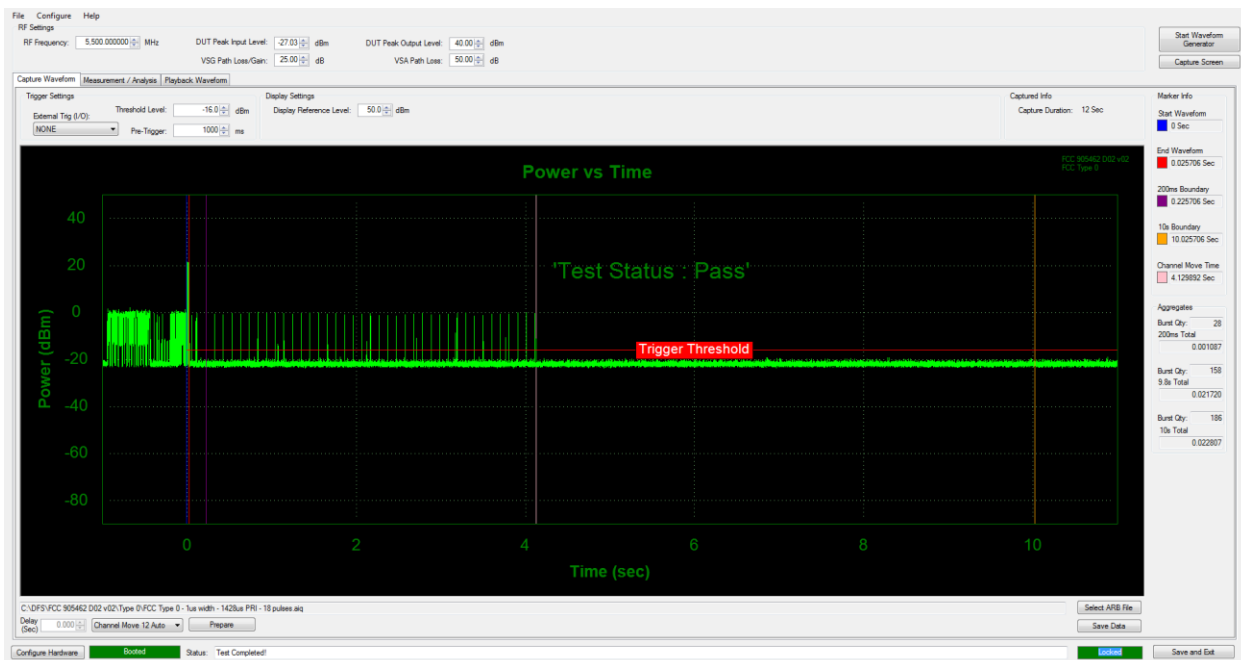 File Configure Help
RF Settings
RF Frequency: 5,500.000000 MHz DUT Peak Input Level: -27.03 dBm DUT Peak Output Level: 40.00 dBm
VSG Path Loss/Gain: 25.00 dB VSA Path Loss: 50.00 dB
Start Waveform Generator
Capture Screen
Capture Waveform Measurement / Analysis Playback Waveform
Trigger Settings
External Trig (I/O): Threshold Level: -16.0 dBm
NONE Pre-Trigger: 1000 ms
Display Settings
Display Reference Level: 50.0 dBm
Captured Info
Capture Duration: 12 Sec
Power vs Time
FCC 905462 D02 v02
FCC Type 0
'Test Status : Pass'
Trigger Threshold
Power (dBm)
40
20
0
-20
-40
-60
-80
0 2 4 6 8 10
Time (sec)
Marker Info
Start Waveform
0 Sec
End Waveform
0.025706 Sec
200ms Boundary
0.225706 Sec
10s Boundary
10.025706 Sec
Channel Move Time
4.129892 Sec
Aggregates
Burst Qty: 28
200ms Total
0.001087
Burst Qty: 158
9.8s Total
0.021720
Burst Qty: 186
10s Total
0.022807
C:\DFS\FCC 905462 D02 v02\Type 0\FCC Type 0 - 1us width - 1428us PRI - 18 pulses.aiq
Select ARB File
Delay (Sec) 0.000 Channel Move 12 Auto Prepare
Save Data
Configure Hardware Booted Status: Test Completed! Locked Save and Exit